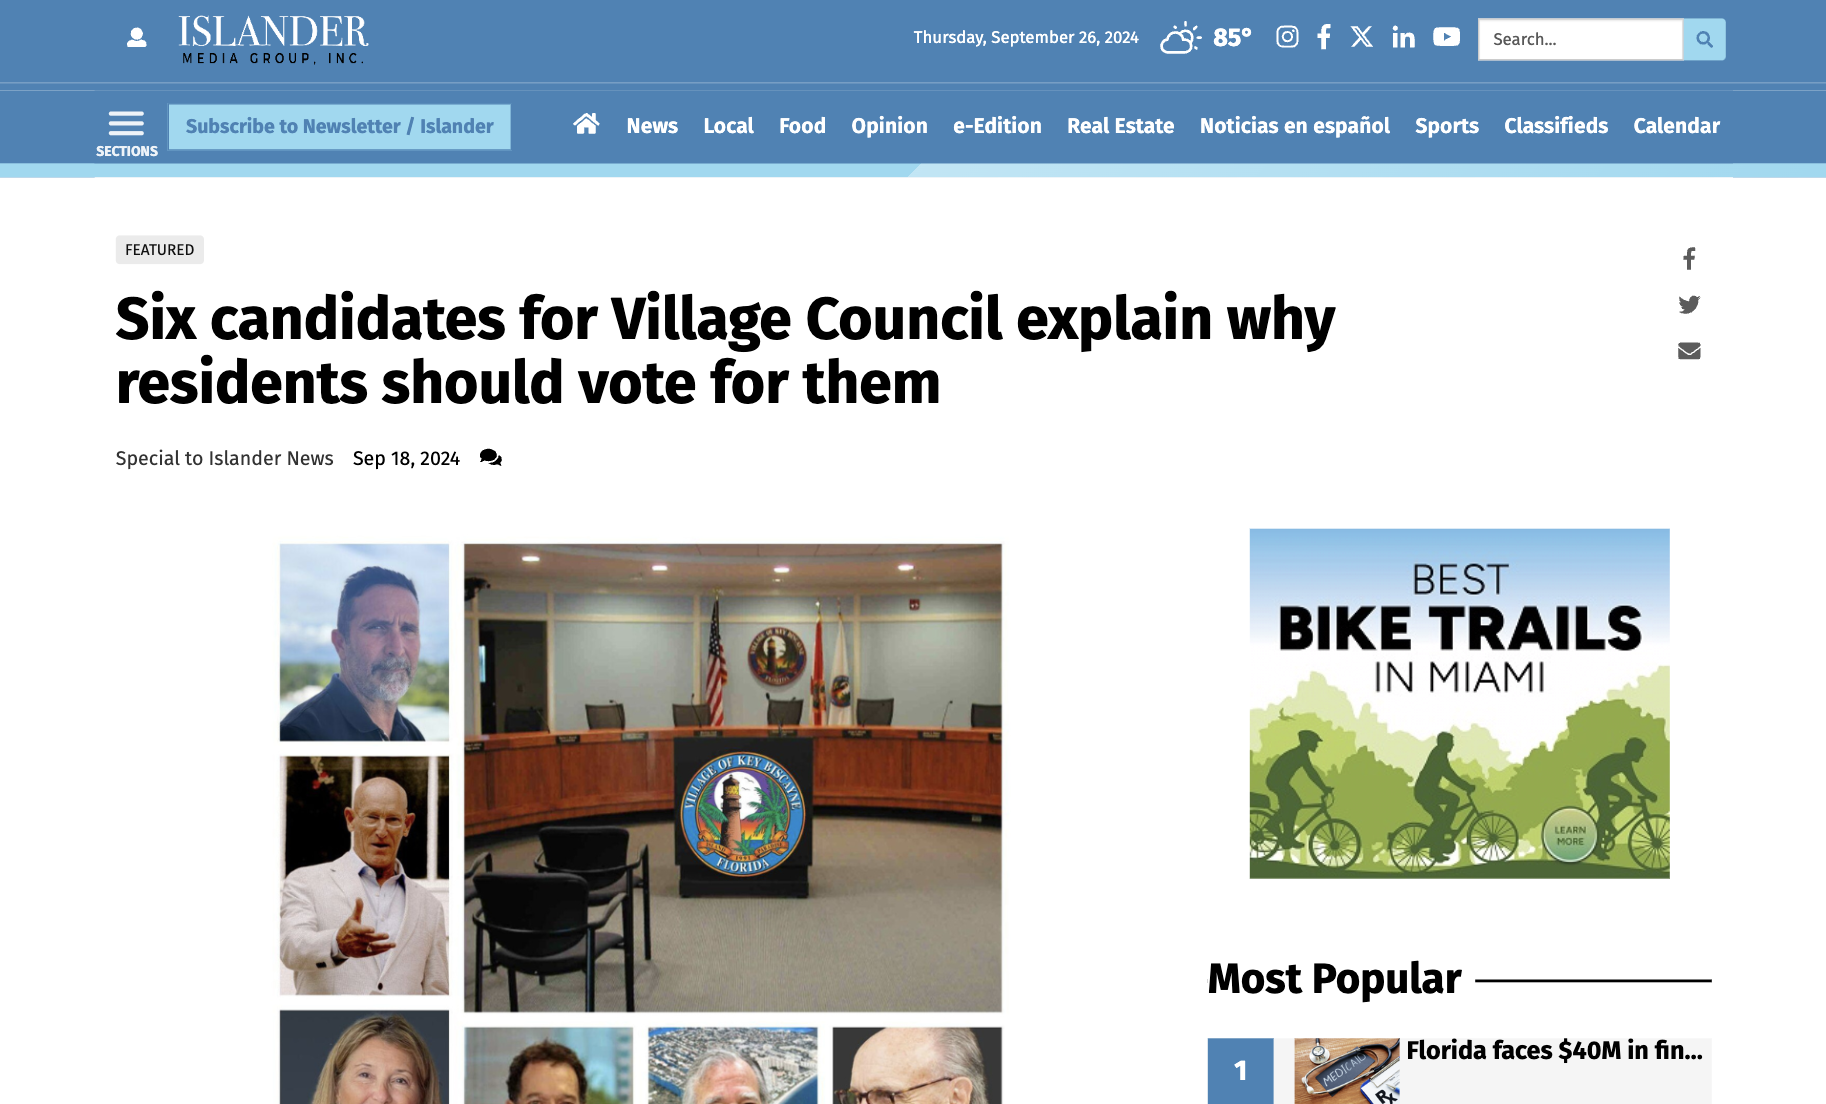 ISLANDER
MEDIA GROUP, INC.
Thursday, September 26, 2024
85°
Search...
SECTIONS
Subscribe to Newsletter / Islander
News
Local
Food
Opinion
e-Edition
Real Estate
Noticias en español
Sports
Classifieds
Calendar
FEATURED
Six candidates for Village Council explain why
residents should vote for them
Special to Islander News
Sep 18, 2024
VILLAGE OF KEY BISCAYNE
FLORIDA
BEST
BIKE TRAILS
IN MIAMI
LEARN
MORE
Most Popular
1
MEDICAID
Rx
Florida faces $40M in fin...